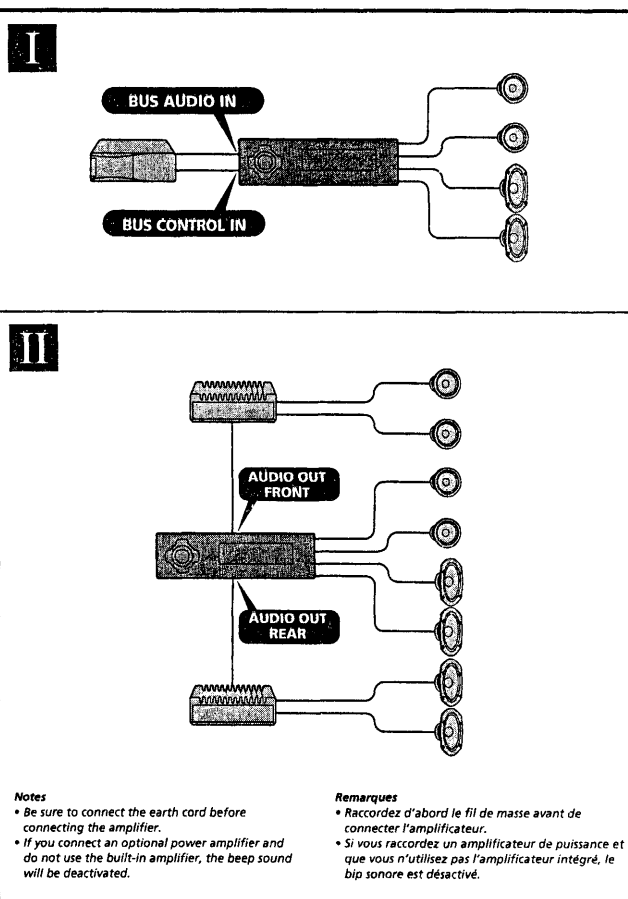 I
BUS AUDIO IN
BUS CONTROL IN
II
AUDIO OUT
FRONT
AUDIO OUT
REAR
Notes
• Be sure to connect the earth cord before
connecting the amplifier.
• If you connect an optional power amplifier and
do not use the built-in amplifier, the beep sound
will be deactivated.
Remarques
• Raccordez d'abord le fil de masse avant de
connecter l'amplificateur.
• Si vous raccordez un amplificateur de puissance et
que vous n'utilisez pas l'amplificateur intégré, le
bip sonore est désactivé.